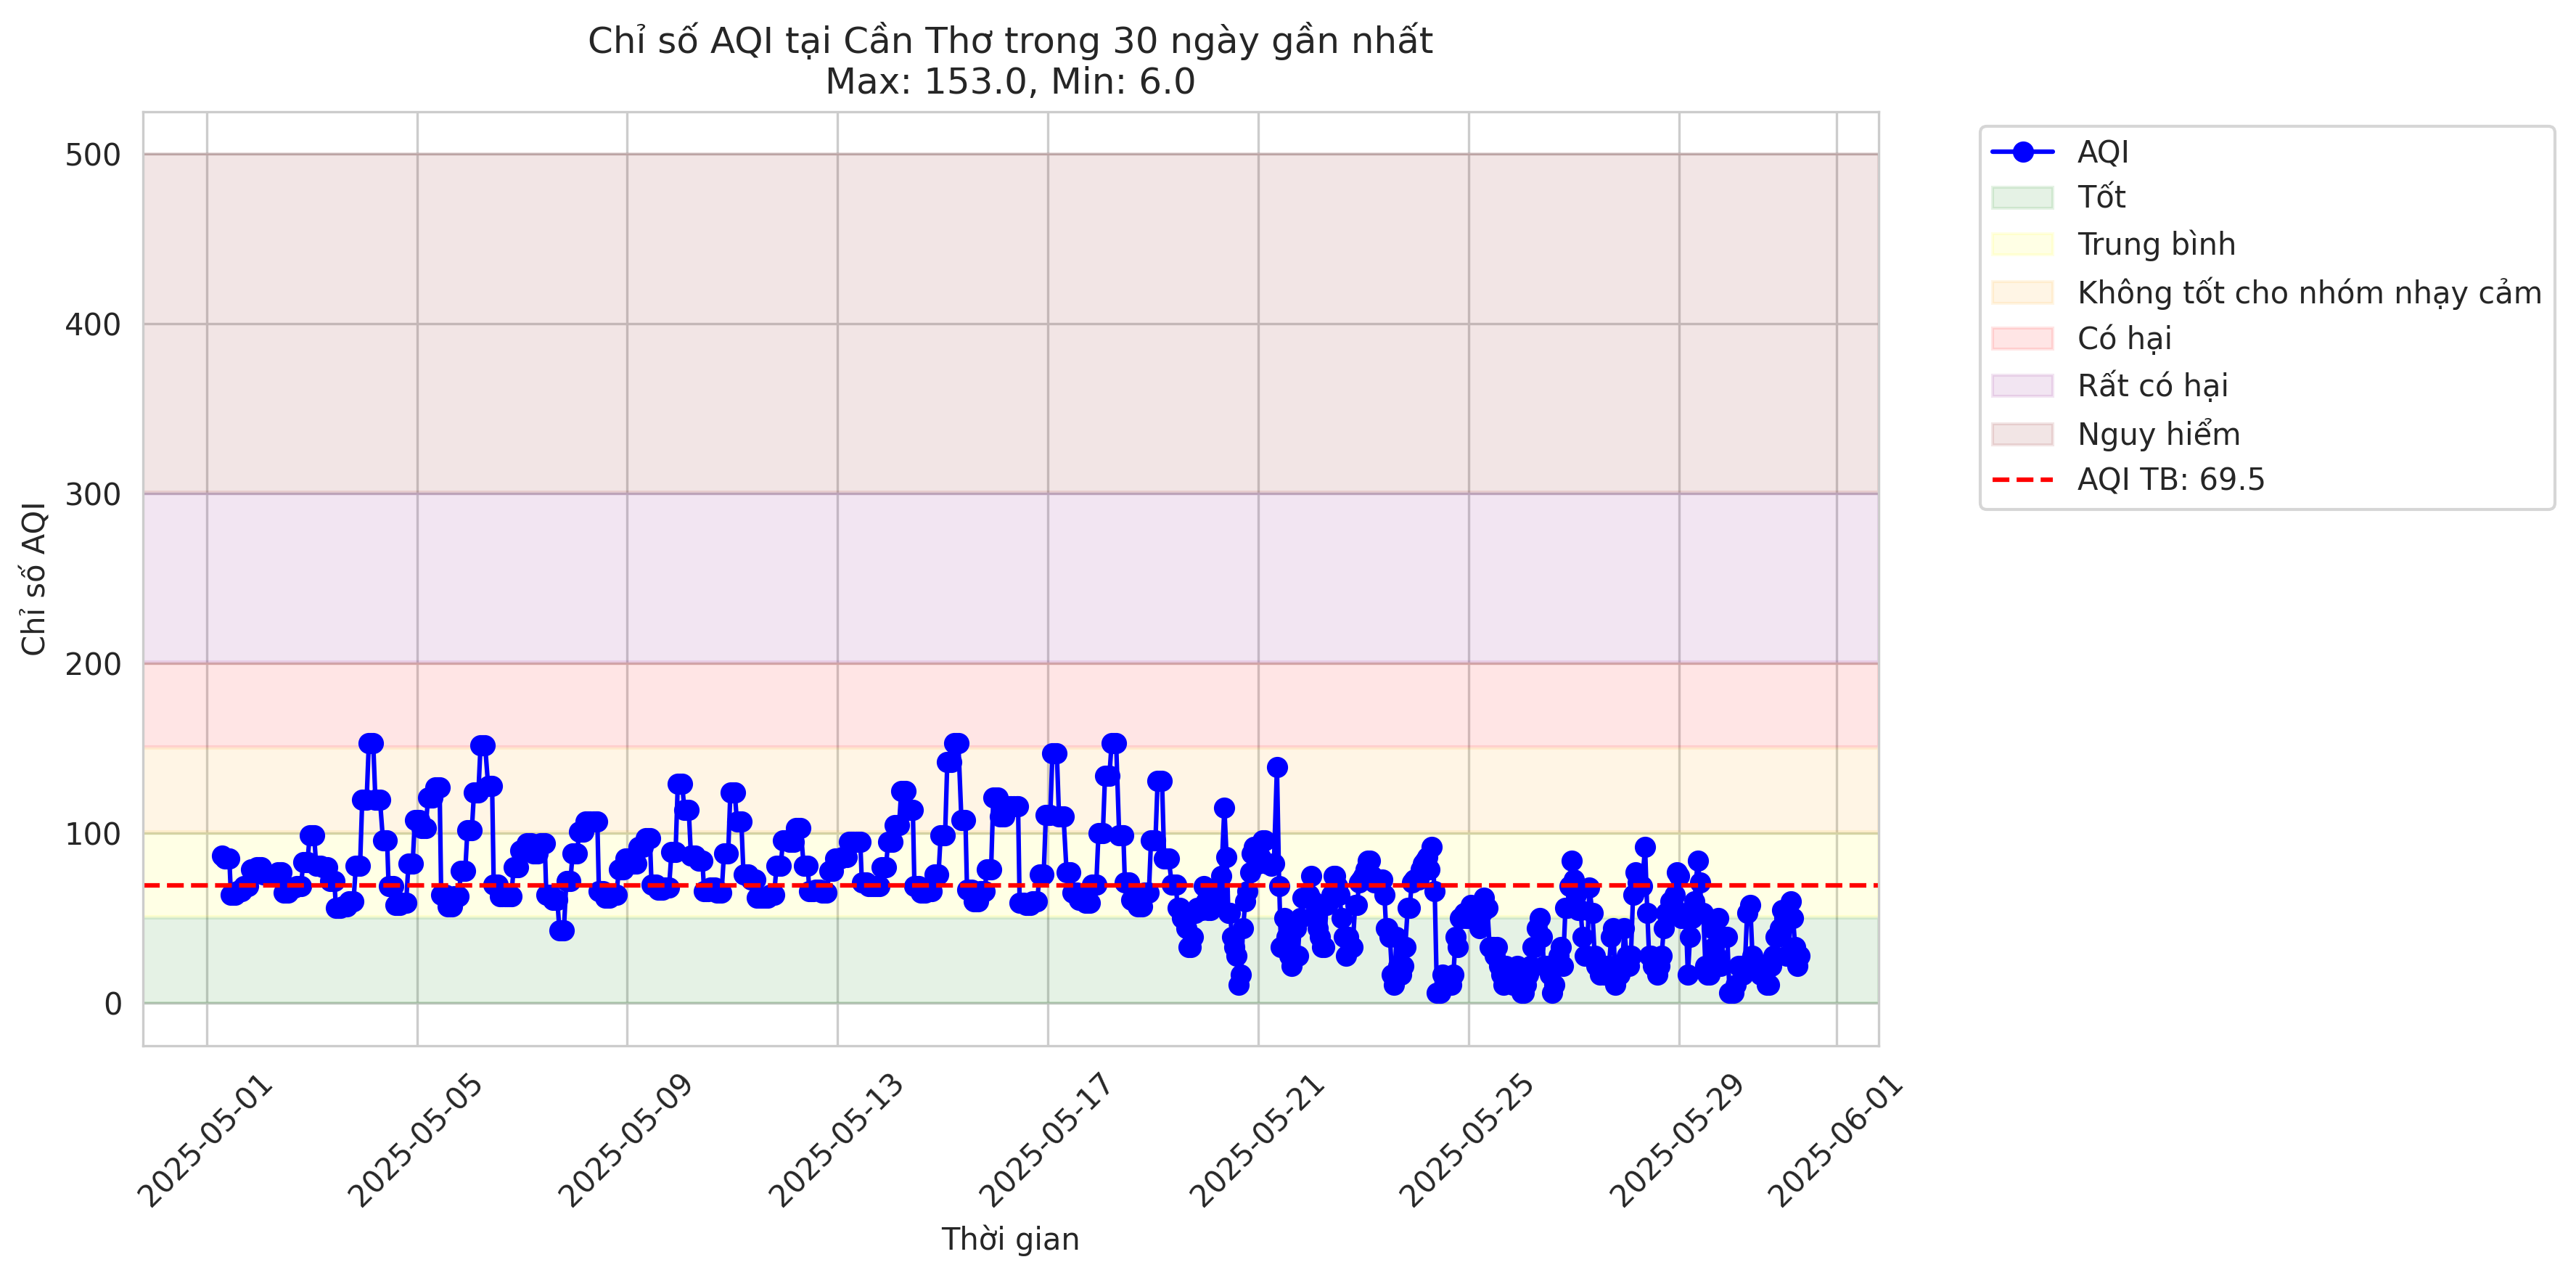 Chỉ số AQI tại Cần Thơ trong 30 ngày gần nhất
Max: 153.0, Min: 6.0
Chỉ số AQI
500
400
300
200
100
0
2025-05-01
2025-05-05
2025-05-09
2025-05-13
2025-05-17
2025-05-21
2025-05-25
2025-05-29
2025-06-01
Thời gian
AQI
Tốt
Trung bình
Không tốt cho nhóm nhạy cảm
Có hại
Rất có hại
Nguy hiểm
AQI TB: 69.5